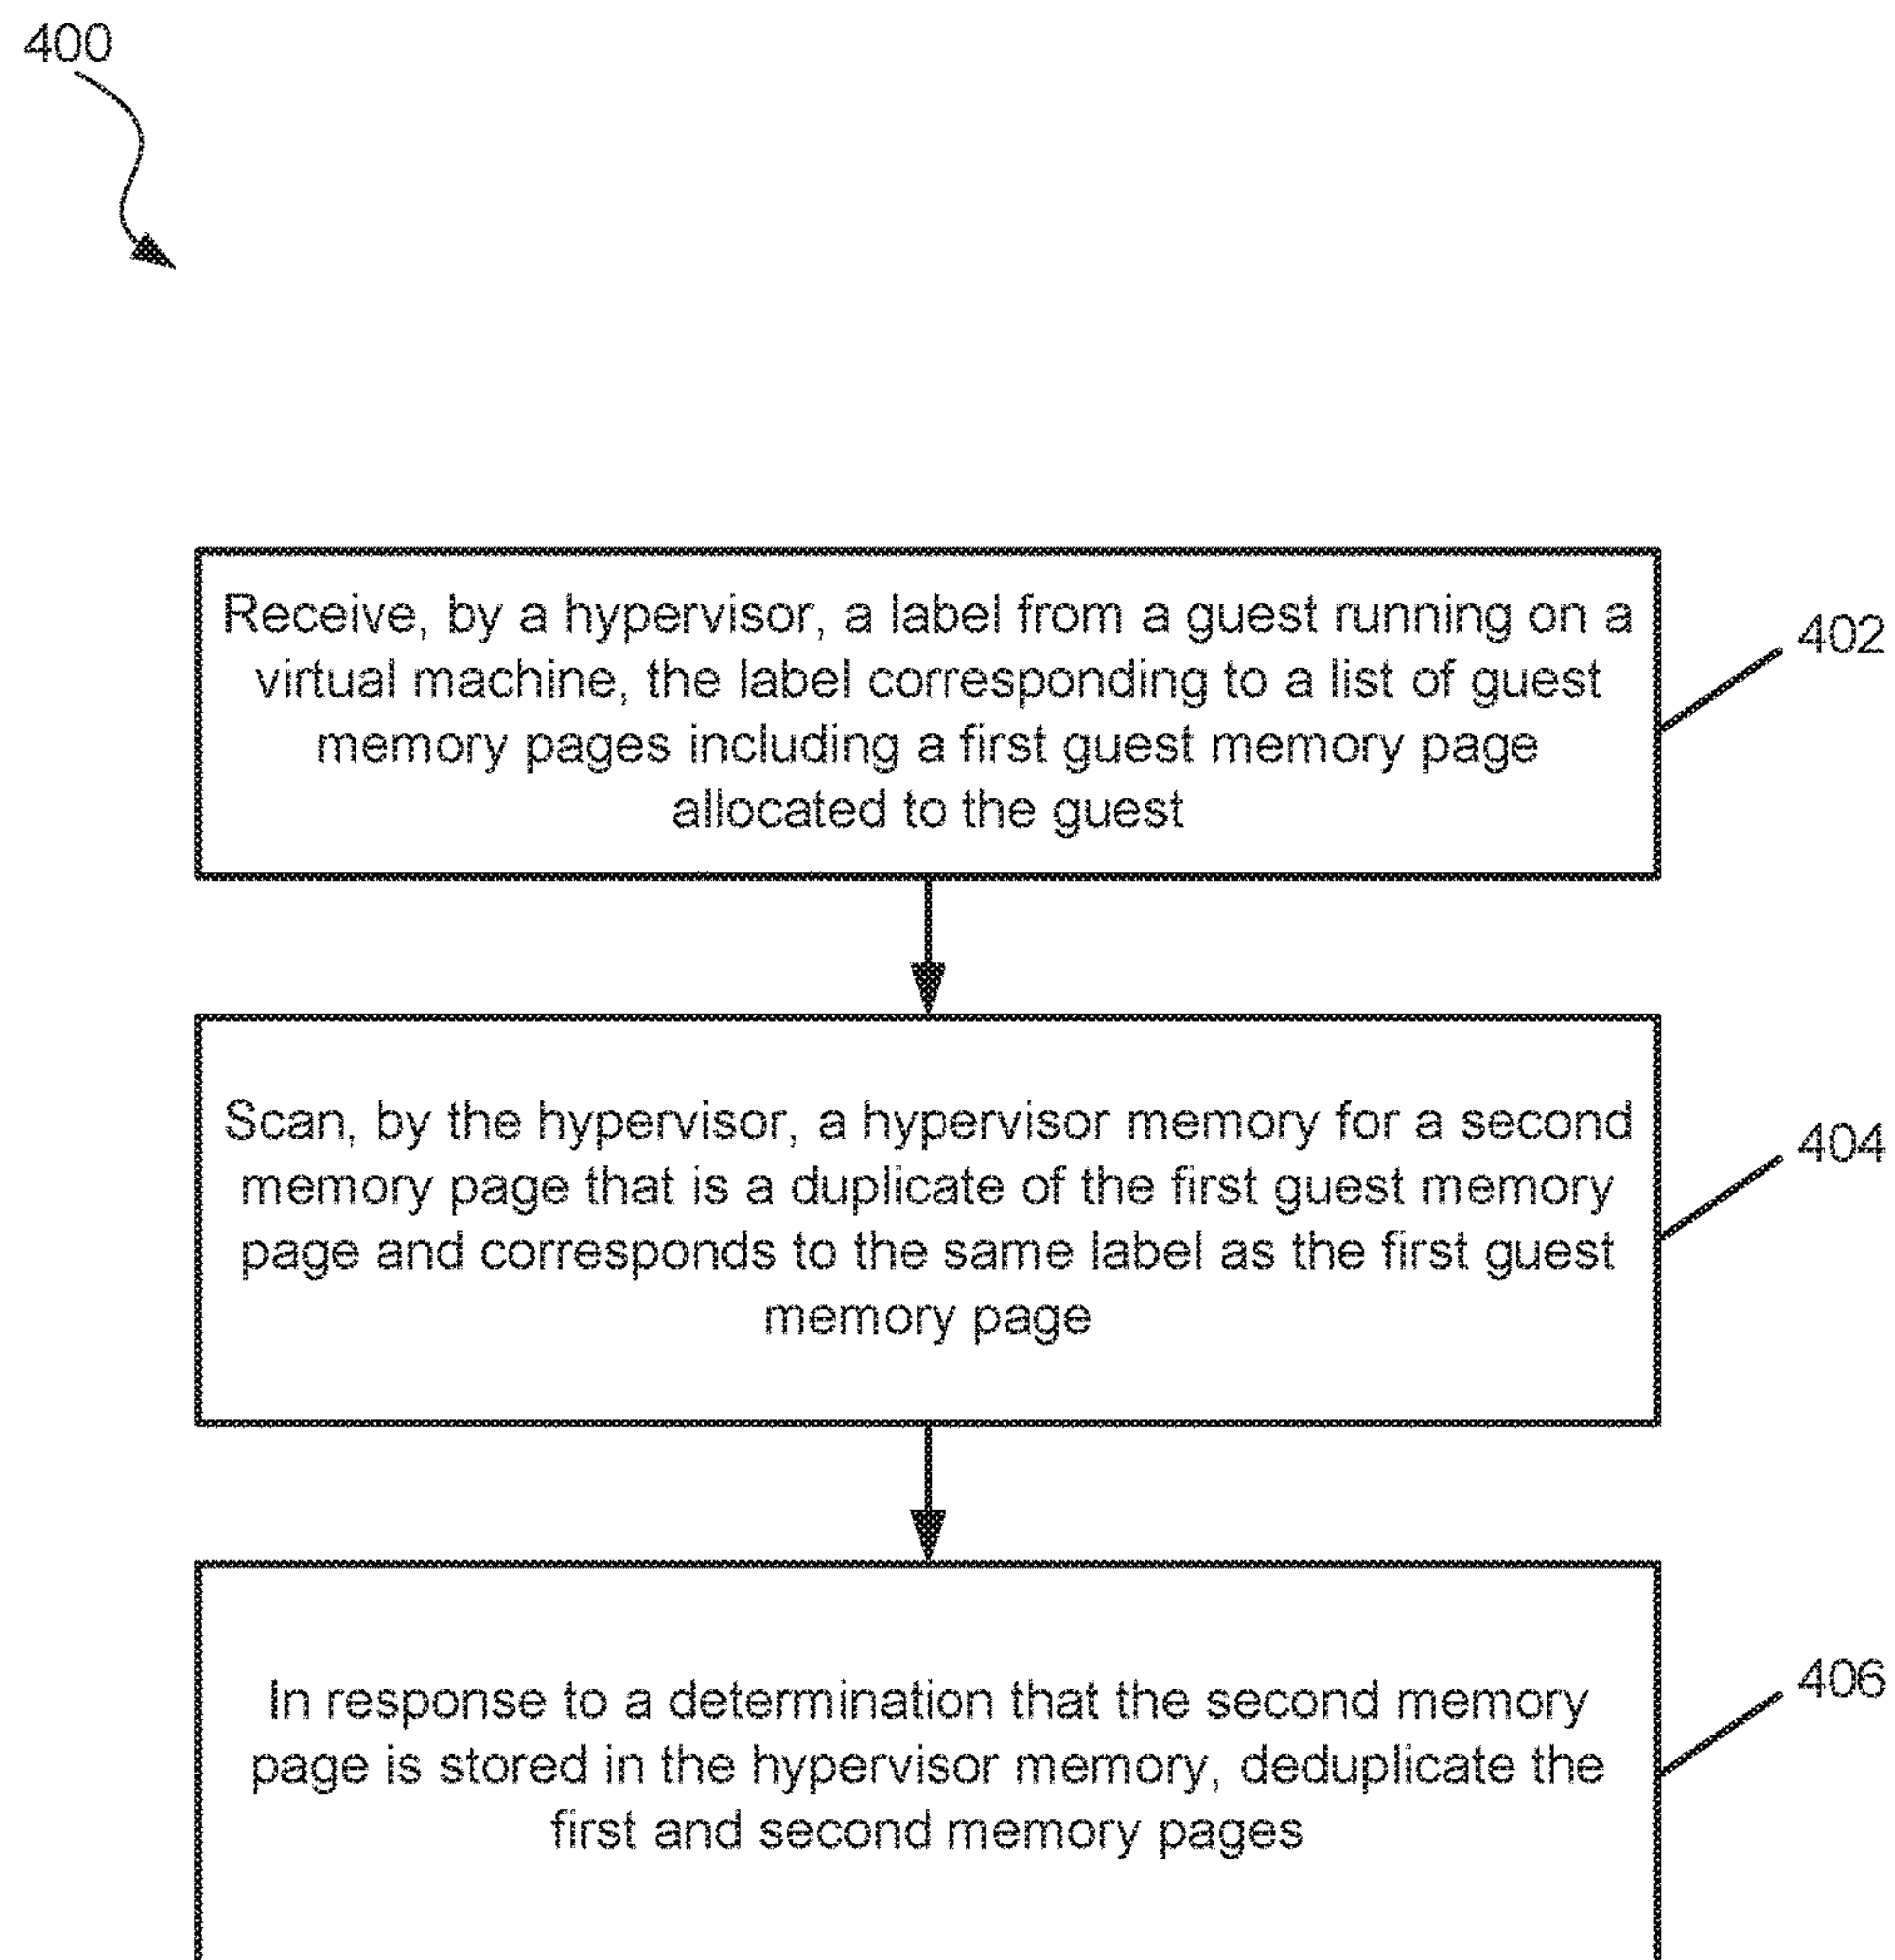 400
Receive, by a hypervisor, a label from a guest running on a
virtual machine, the label corresponding to a list of guest
memory pages including a first guest memory page
allocated to the guest
402
Scan, by the hypervisor, a hypervisor memory for a second
memory page that is a duplicate of the first guest memory
page and corresponds to the same label as the first guest
memory page
404
In response to a determination that the second memory
page is stored in the hypervisor memory, deduplicate the
first and second memory pages
406